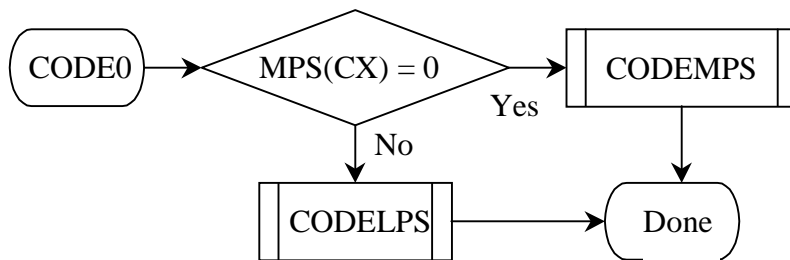 CODE0
MPS(CX) = 0
CODEMPS
Yes
No
CODELPS
Done